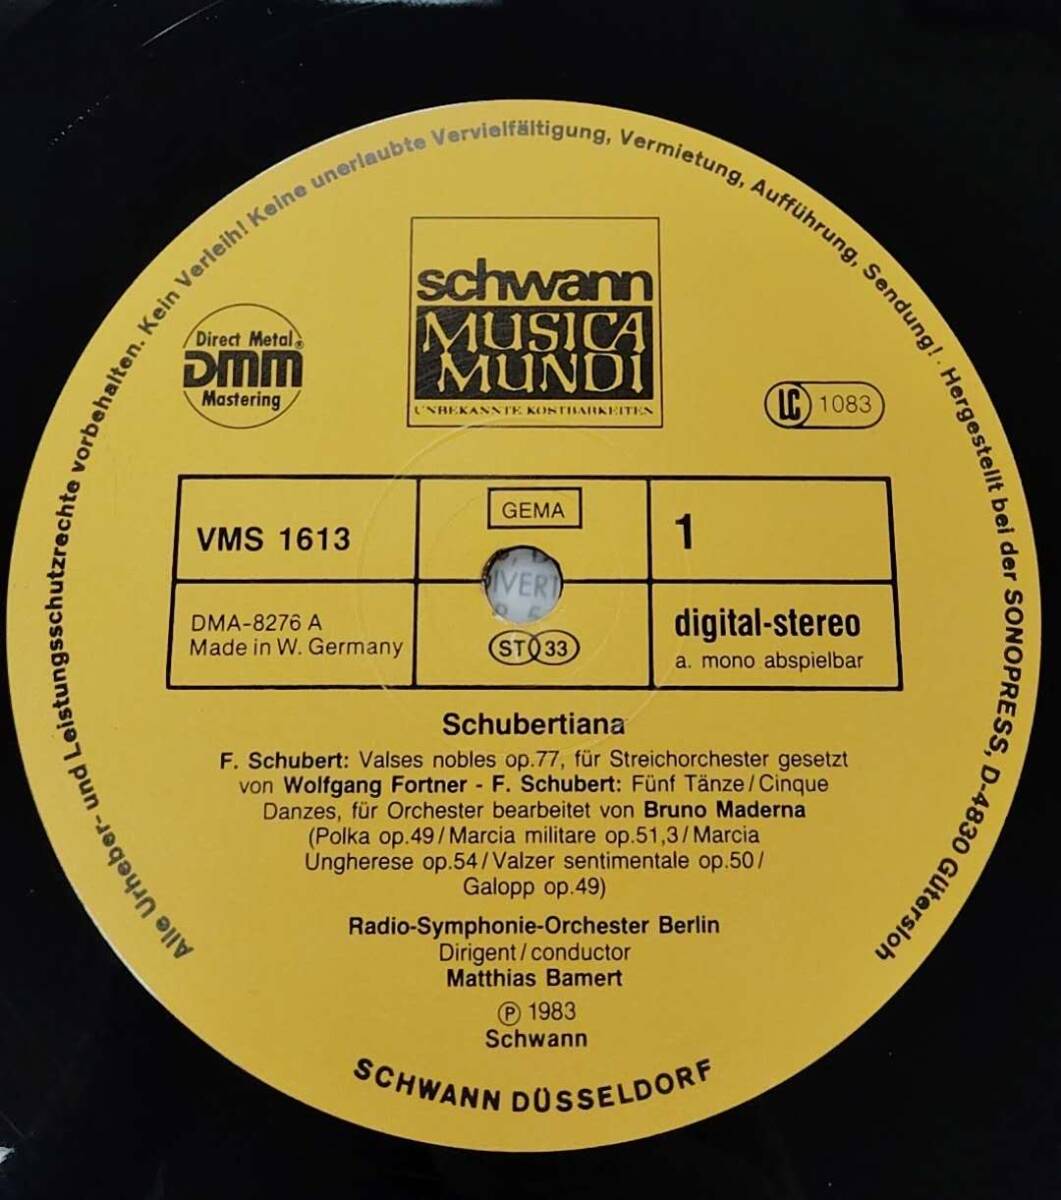 Alle Urheber- und Leistungsschutzrechte vorbehalten. Kein Verleih! Keine unerlaubte Vervielfältigung, Vermietung, Aufführung, Sendung! · Hergestellt bei der SONOPRESS, D-4830 Gütersloh
schwann
MUSICA
MUNDI
UNBEKANNTE KOSTBARKEITEN
Direct Metal®
DMM
Mastering
LC 1083
VMS 1613
GEMA
1
DMA-8276 A
Made in W. Germany
ST 33
digital-stereo
a. mono abspielbar
IVERT
Schubertiana
F. Schubert: Valses nobles op.77, für Streichorchester gesetzt
von Wolfgang Fortner - F. Schubert: Fünf Tänze/Cinque
Danzes, für Orchester bearbeitet von Bruno Maderna
(Polka op.49/Marcia militare op.51,3/Marcia
Ungherese op.54/Valzer sentimentale op.50/
Galopp op.49)
Radio-Symphonie-Orchester Berlin
Dirigent/conductor
Matthias Bamert
℗ 1983
Schwann
SCHWANN DÜSSELDORF